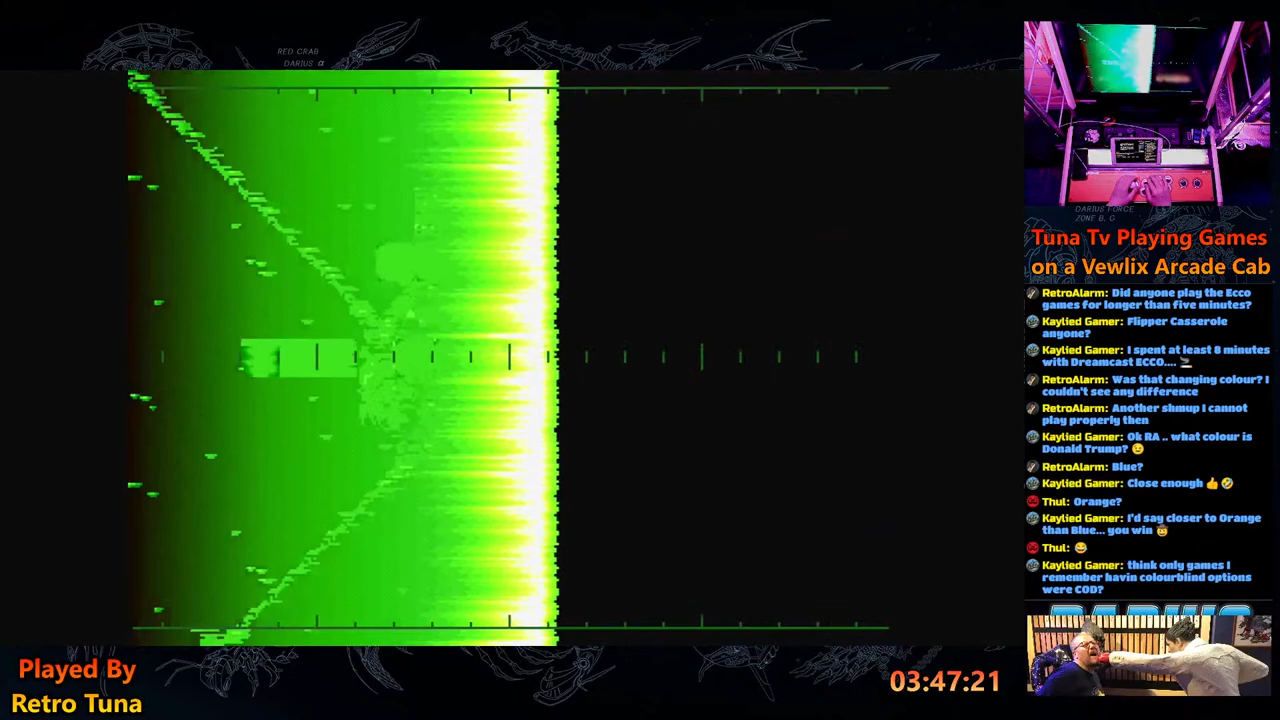 RED CRAB
DARIUS α
DARIUS FORCE
ZONE B, G
Tuna Tv Playing Games
on a Vewlix Arcade Cab
RetroAlarm: Did anyone play the Ecco
games for longer than five minutes?
Kaylied Gamer: Flipper Casserole
anyone?
Kaylied Gamer: I spent at least 8 minutes
with Dreamcast ECCO....
RetroAlarm: Was that changing colour? I
couldn't see any difference
RetroAlarm: Another shmup I cannot
play properly then
Kaylied Gamer: Ok RA .. what colour is
Donald Trump? 😉
RetroAlarm: Blue?
Kaylied Gamer: Close enough 👍🤣
Thul: Orange?
Kaylied Gamer: I'd say closer to Orange
than Blue... you win 🤠
Thul: 😂
Kaylied Gamer: think only games I
remember havin colourblind options
were COD?
DARIUS
Played By
Retro Tuna
03:47:21